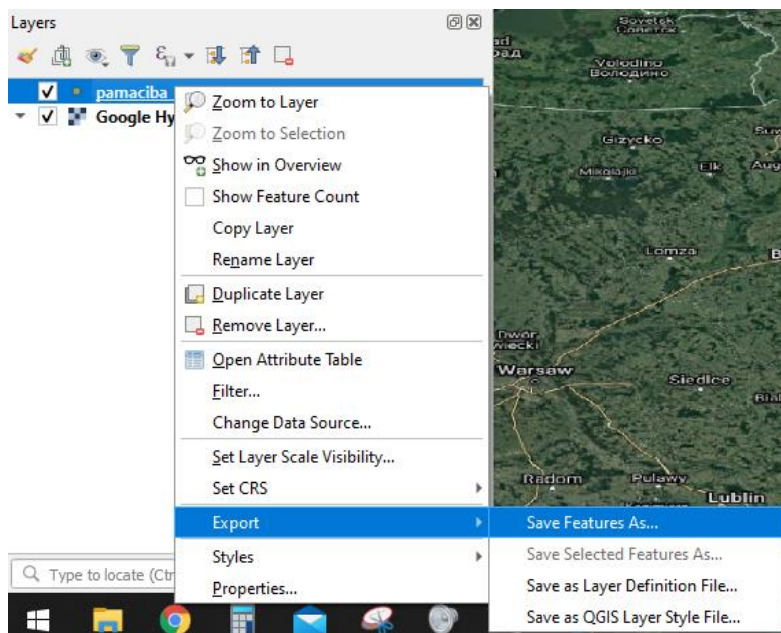 Layers
pamaciba
Google Hy
Zoom to Layer
Zoom to Selection
Show in Overview
Show Feature Count
Copy Layer
Rename Layer
Duplicate Layer
Remove Layer...
Open Attribute Table
Filter...
Change Data Source...
Set Layer Scale Visibility...
Set CRS
Export
Styles
Properties...
Save Features As...
Save Selected Features As...
Save as Layer Definition File...
Save as QGIS Layer Style File...
Type to locate (Ctr
Sovetsk
Советск
Volodino
Володино
Gizycko
Mikolajki
Elk
Aug
Lomza
Dwór
Warsaw
Siedlce
Radom
Pulawy
Lublin